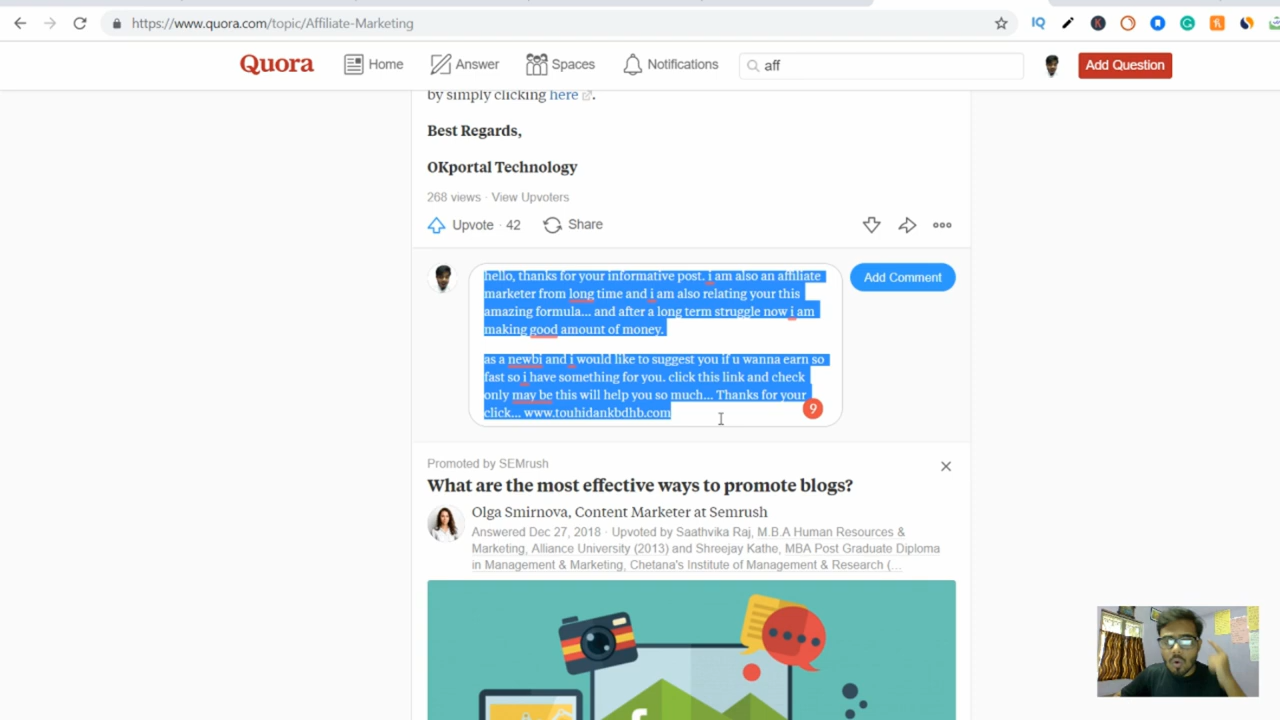 https://www.quora.com/topic/Affiliate-Marketing
IQ
Quora
Home
Answer
Spaces
Notifications
aff
Add Question
by simply clicking here.
Best Regards,
OKportal Technology
268 views · View Upvoters
Upvote · 42
Share
hello, thanks for your informative post. i am also an affiliate
marketer from long time and i am also relating your this
amazing formula... and after a long term struggle now i am
making good amount of money.
as a newbi and i would like to suggest you if u wanna earn so
fast so i have something for you. click this link and check
only may be this will help you so much... Thanks for your
click... www.touhidankbdhb.com
9
Add Comment
Promoted by SEMrush
What are the most effective ways to promote blogs?
Olga Smirnova, Content Marketer at Semrush
Answered Dec 27, 2018 · Upvoted by Saathvika Raj, M.B.A Human Resources &
Marketing, Alliance University (2013) and Shreejay Kathe, MBA Post Graduate Diploma
in Management & Marketing, Chetana's Institute of Management & Research (...